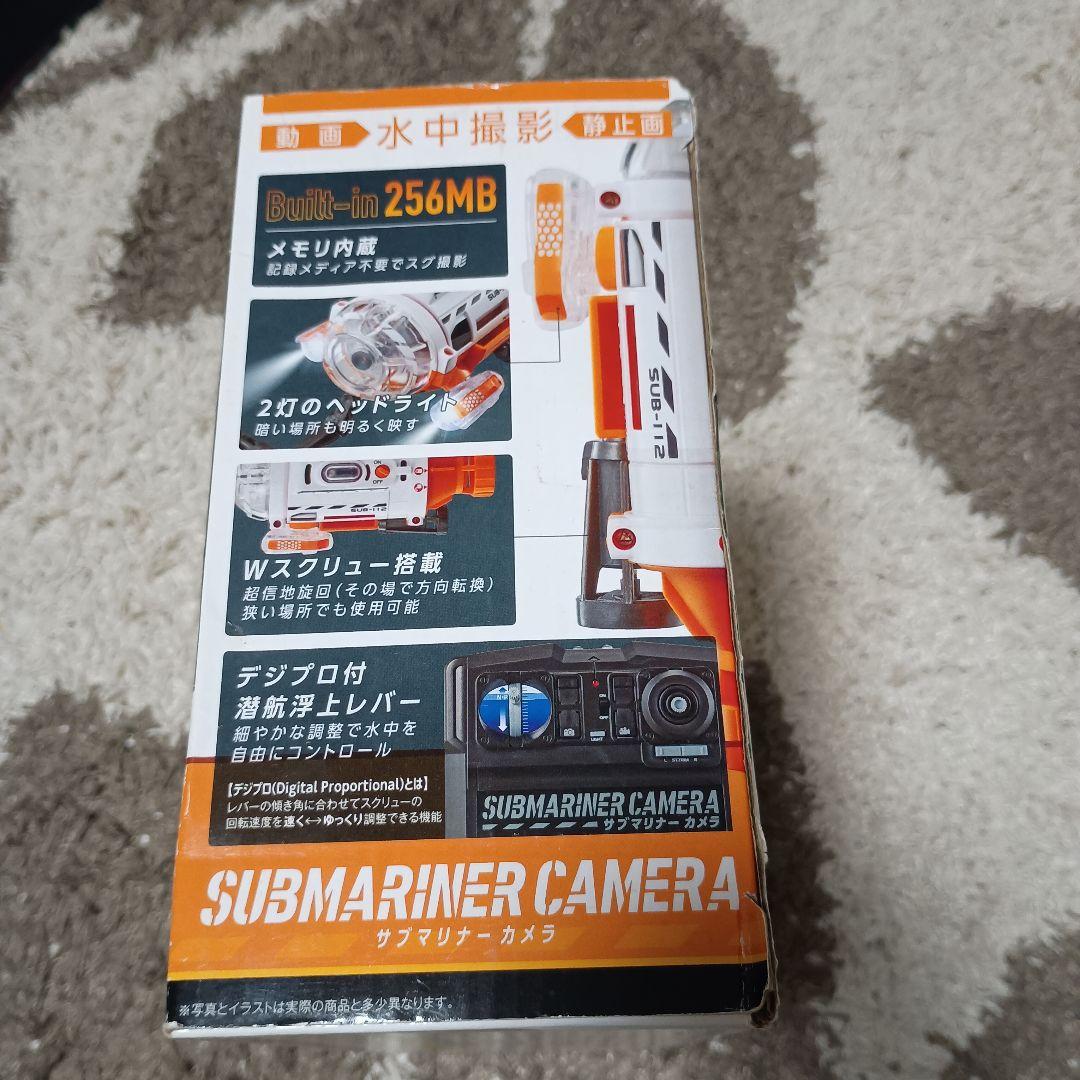 動画 水中撮影 静止画
Built-in 256MB
メモリ内蔵
記録メディア不要でスグ撮影
SUB-112
2灯のヘッドライト
暗い場所も明るく映す
ON
OFF
SUB-112
Wスクリュー搭載
超信地旋回(その場で方向転換)
狭い場所でも使用可能
デジプロ付
潜航浮上レバー
細やかな調整で水中を
自由にコントロール
【デジプロ(Digital Proportional)とは】
レバーの傾き角に合わせてスクリューの
回転速度を速く↔ゆっくり調整できる機能
ON
OFF
LIGHT
L S.TRIM R
SUBMARINER CAMERA
サブマリナー カメラ
SUBMARINER CAMERA
サブマリナー カメラ
※写真とイラストは実際の商品と多少異なります。